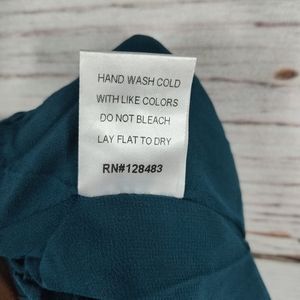 HAND WASH COLD
WITH LIKE COLORS
DO NOT BLEACH
LAY FLAT TO DRY
RN#128483